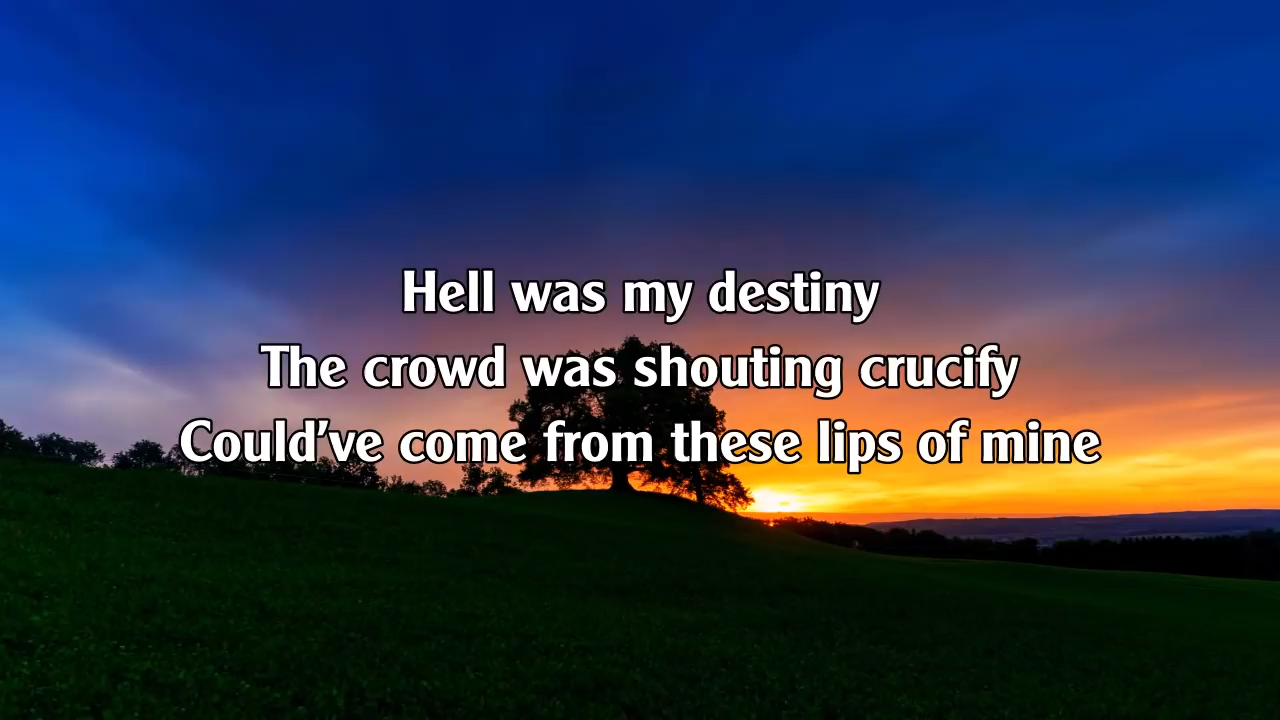 Hell was my destiny
The crowd was shouting crucify
Could've come from these lips of mine